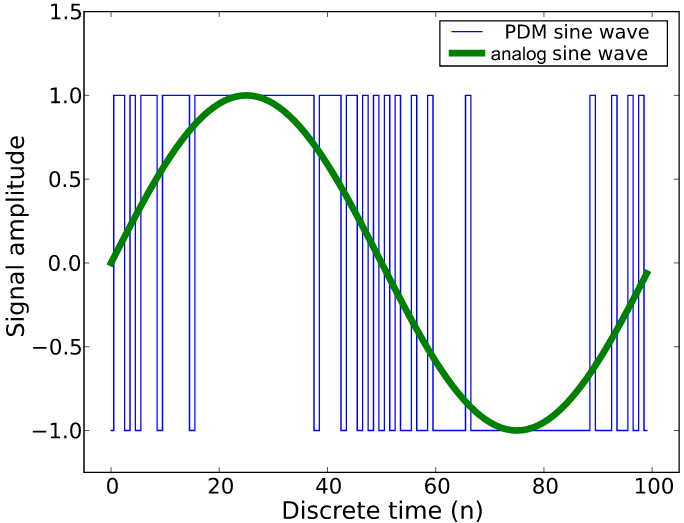 1.5
PDM sine wave
analog sine wave
1.0
0.5
0.0
−0.5
−1.0
Signal amplitude
0 20 40 60 80 100
Discrete time (n)